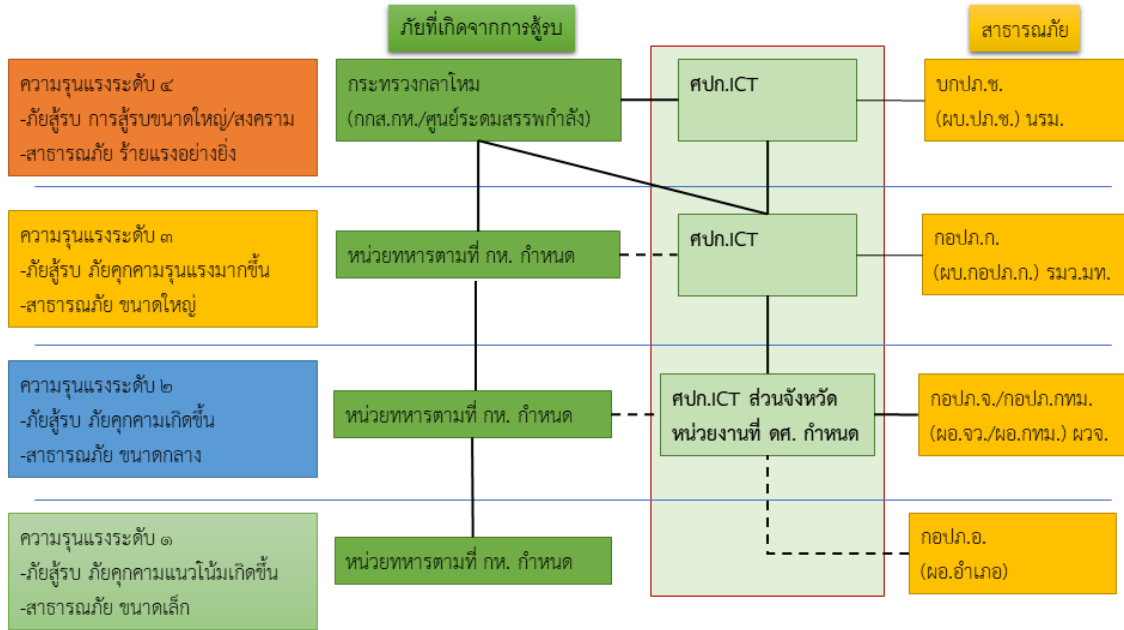 ภัยที่เกิดจากการสู้รบ
สาธารณภัย
ความรุนแรงระดับ ๔
-ภัยสู้รบ การสู้รบขนาดใหญ่/สงคราม
-สาธารณภัย ร้ายแรงอย่างยิ่ง
กระทรวงกลาโหม
(กกส.กห./ศูนย์ระดมสรรพกำลัง)
ศปก.ICT
บกปภ.ช.
(ผบ.ปภ.ช.) นรม.
ความรุนแรงระดับ ๓
-ภัยสู้รบ ภัยคุกคามรุนแรงมากขึ้น
-สาธารณภัย ขนาดใหญ่
หน่วยทหารตามที่ กห. กำหนด
ศปก.ICT
กอปภ.ก.
(ผบ.กอปภ.ก.) รมว.มท.
ความรุนแรงระดับ ๒
-ภัยสู้รบ ภัยคุกคามเกิดขึ้น
-สาธารณภัย ขนาดกลาง
หน่วยทหารตามที่ กห. กำหนด
ศปก.ICT ส่วนจังหวัด
หน่วยงานที่ ดศ. กำหนด
กอปภ.จ./กอปภ.กทม.
(ผอ.จว./ผอ.กทม.) ผวจ.
ความรุนแรงระดับ ๑
-ภัยสู้รบ ภัยคุกคามแนวโน้มเกิดขึ้น
-สาธารณภัย ขนาดเล็ก
หน่วยทหารตามที่ กห. กำหนด
กอปภ.อ.
(ผอ.อำเภอ)